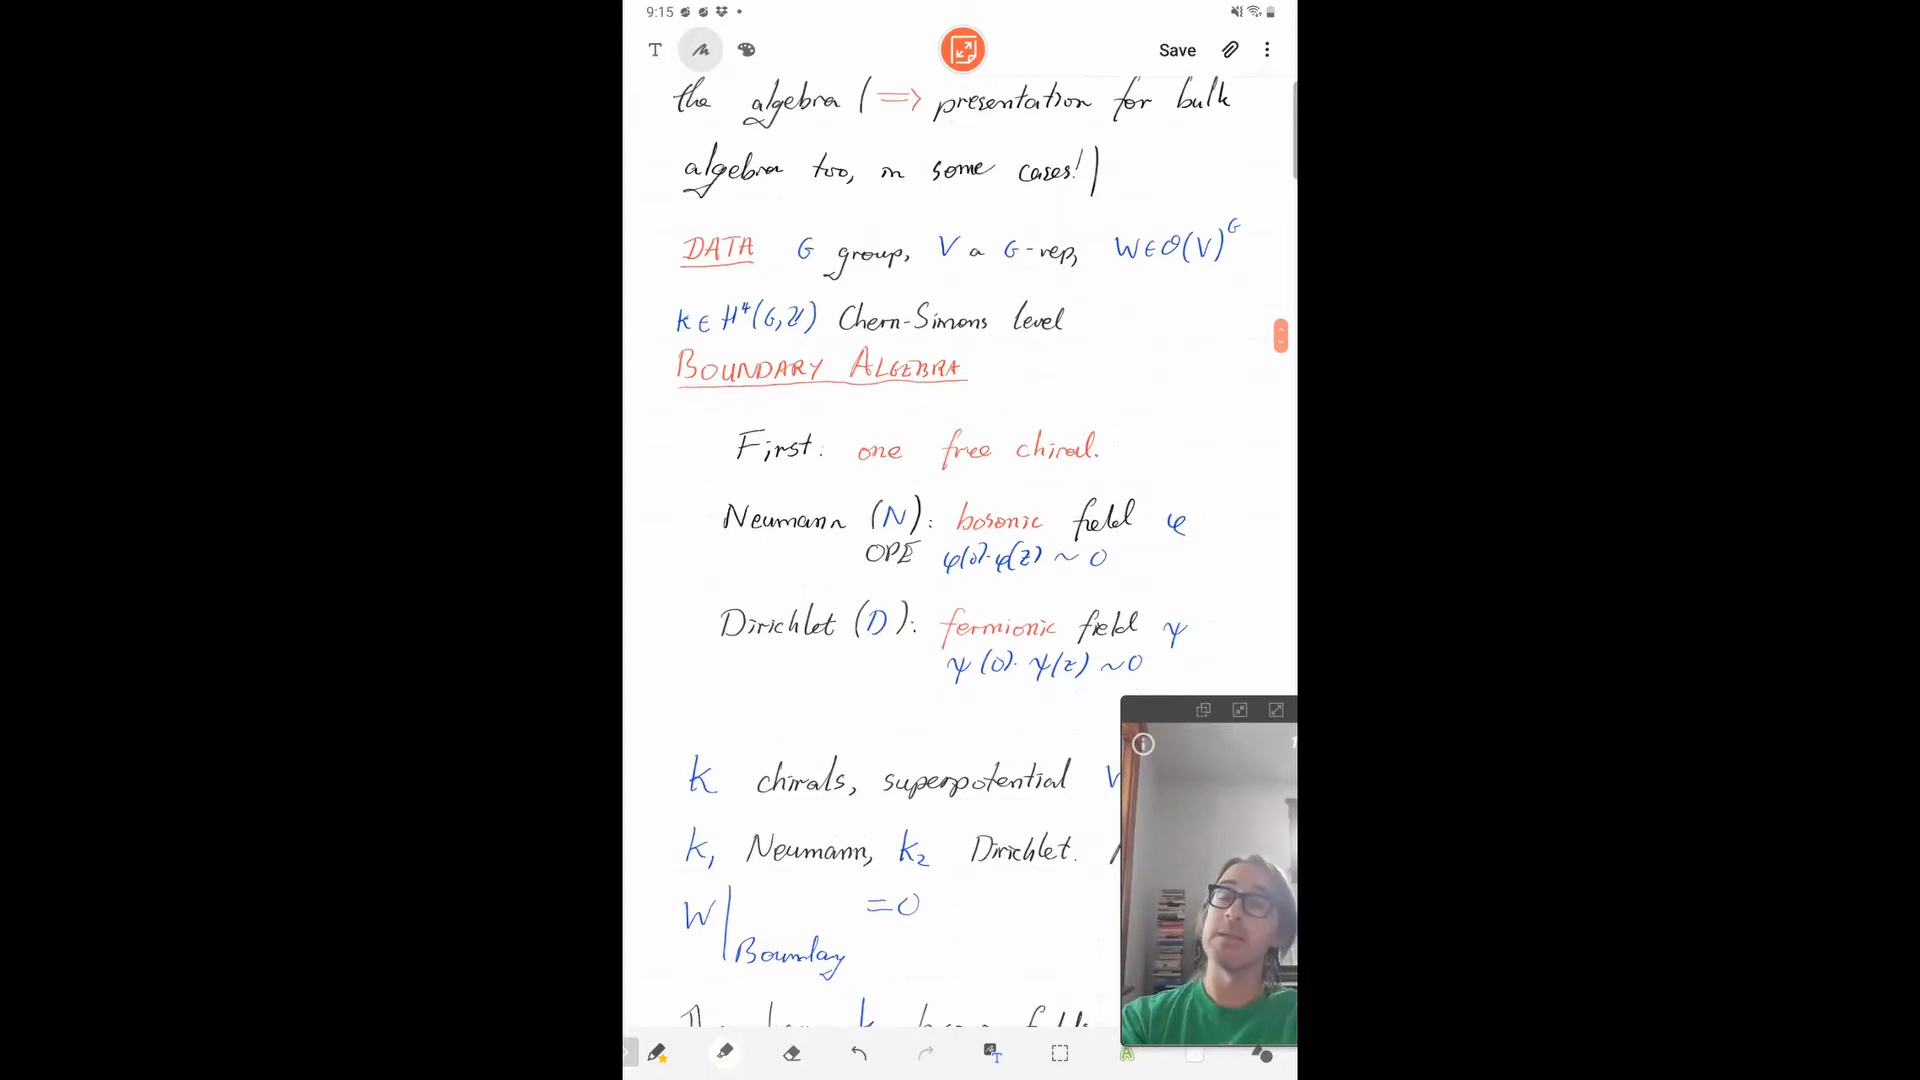 9:15
T
Save
the algebra (⇒ presentation for bulk
algebra too, in some cases!)
DATA G group, V a G-rep, W∈O(V)^G
k∈H⁴(G,Z) Chern-Simons level
BOUNDARY ALGEBRA
First: one free chiral.
Neumann (N): bosonic field φ
OPE φ(0)·φ(z) ~ 0
Dirichlet (D): fermionic field ψ
ψ(0)·ψ(z) ~0
k chirals, superpotential
k₁ Neumann, k₂ Dirichlet.
W| =0
Boundary